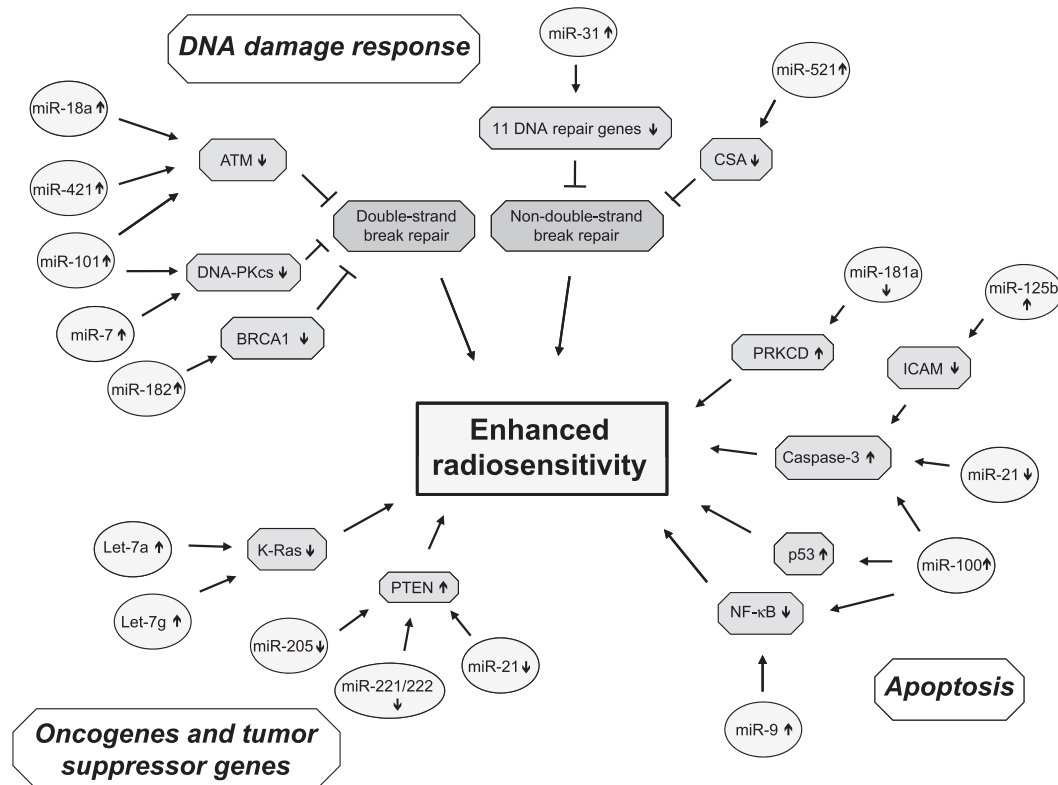 DNA damage response
miR-31 ↑
miR-521 ↑
miR-18a ↑
11 DNA repair genes ↓
ATM ↓
CSA ↓
miR-421 ↑
Double-strand
break repair
Non-double-strand
break repair
miR-101 ↑
DNA-PKcs ↓
miR-7 ↑
BRCA1 ↓
miR-182 ↑
miR-181a
↓
miR-125b
↑
PRKCD ↑
ICAM ↓
Enhanced
radiosensitivity
Caspase-3 ↑
miR-21 ↓
Let-7a ↑
K-Ras ↓
p53 ↑
miR-100 ↑
Let-7g ↑
PTEN ↑
NF-κB ↓
miR-205 ↓
miR-221/222
↓
miR-21 ↓
miR-9 ↑
Apoptosis
Oncogenes and tumor
suppressor genes